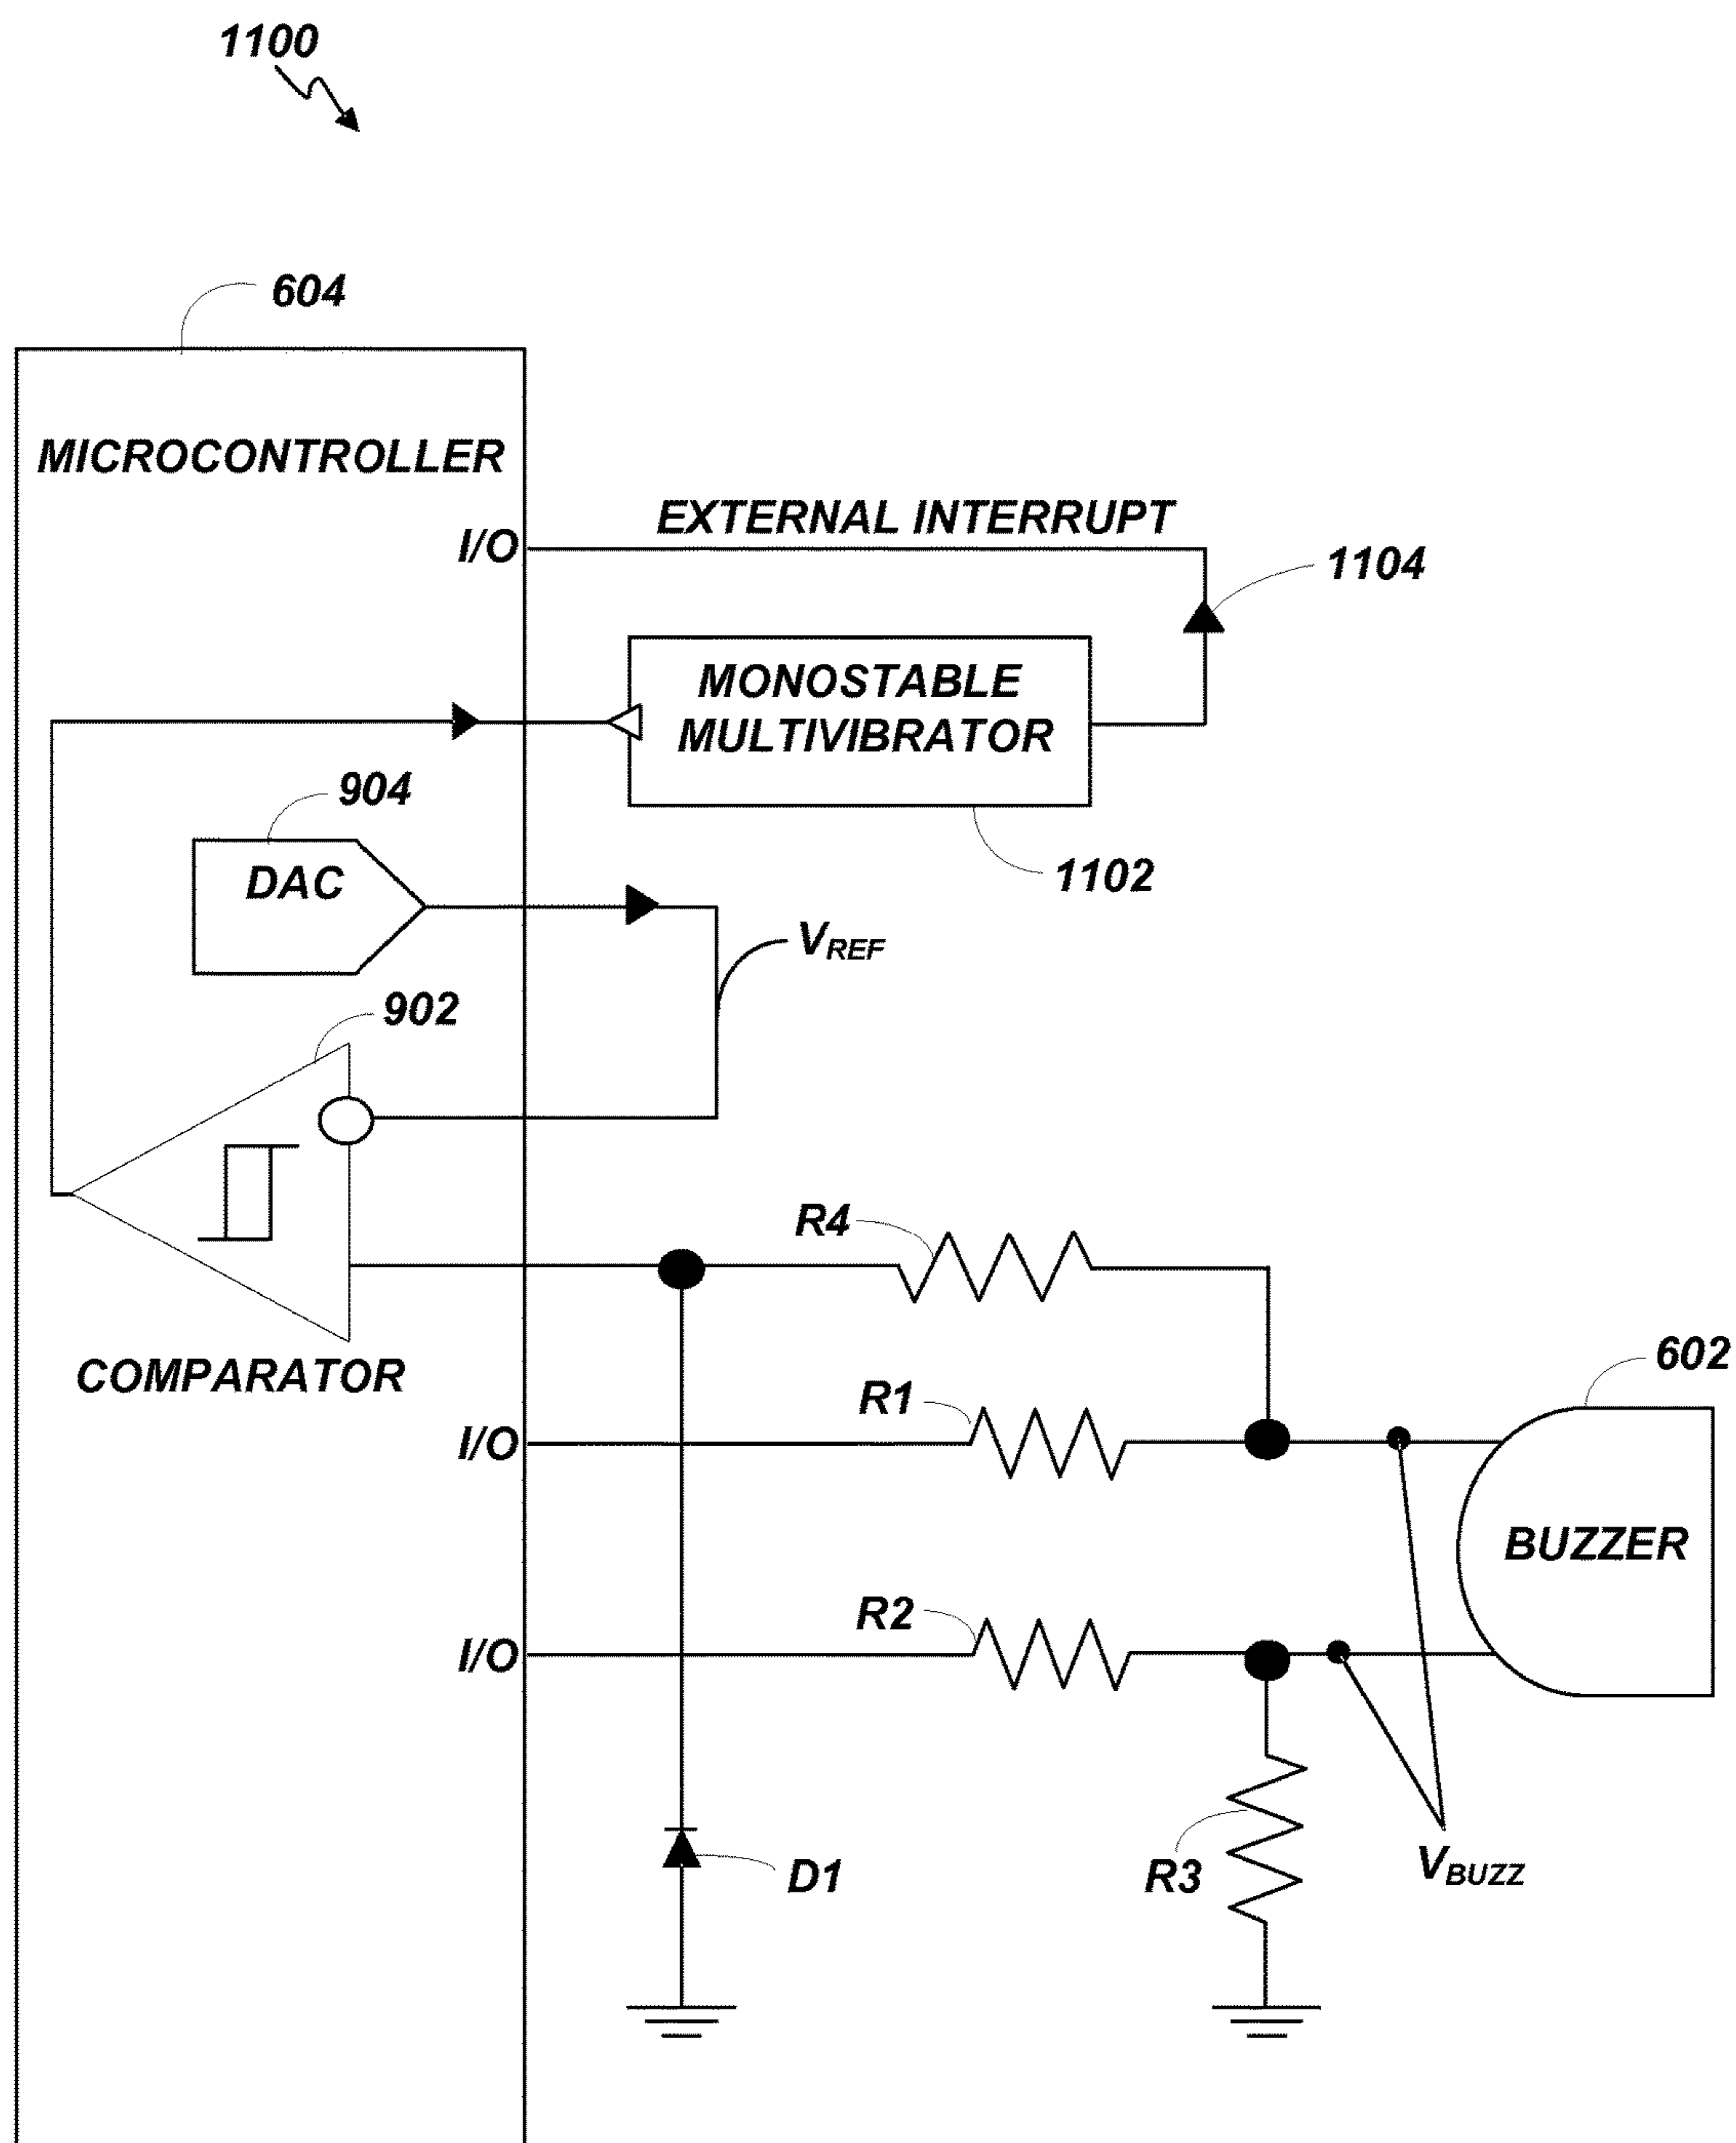 1100
604
MICROCONTROLLER
I/O
EXTERNAL INTERRUPT
1104
MONOSTABLE
MULTIVIBRATOR
904
DAC
1102
VREF
902
R4
COMPARATOR
602
R1
I/O
BUZZER
R2
I/O
D1
R3
VBUZZ